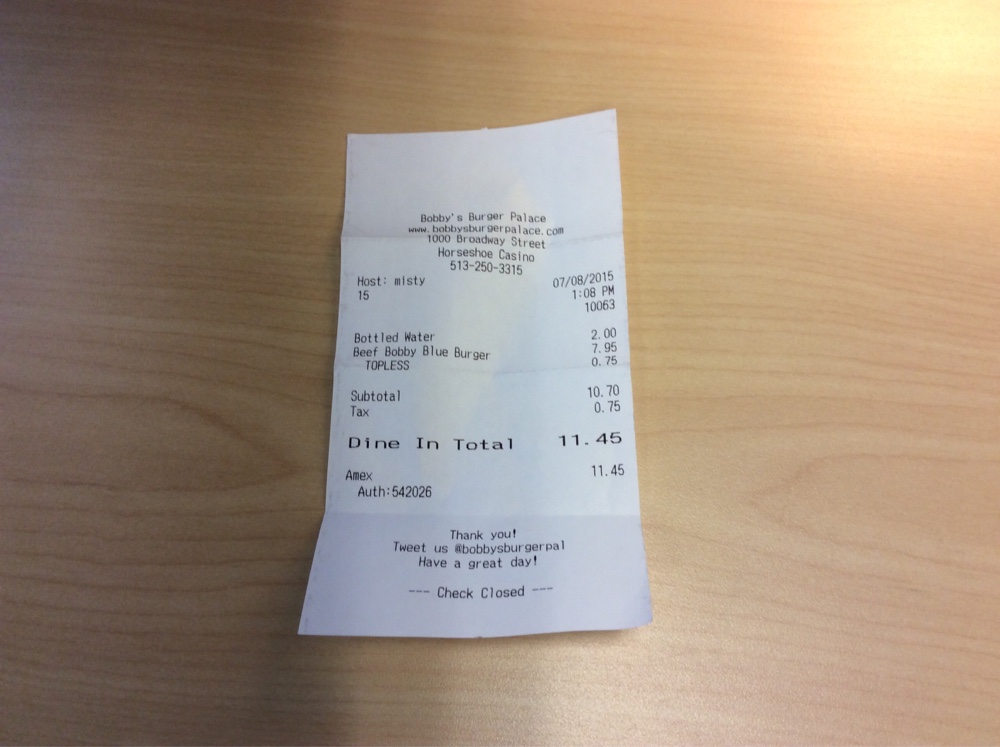 Bobby's Burger Palace
www.bobbysburgerpalace.com
1000 Broadway Street
Horseshoe Casino
513-250-3315
Host: misty 07/08/2015
15 1:08 PM
10063
Bottled Water 2.00
Beef Bobby Blue Burger 7.95
TOPLESS 0.75
Subtotal 10.70
Tax 0.75
Dine In Total 11.45
Amex 11.45
Auth:542026
Thank you!
Tweet us @bobbysburgerpal
Have a great day!
--- Check Closed ---